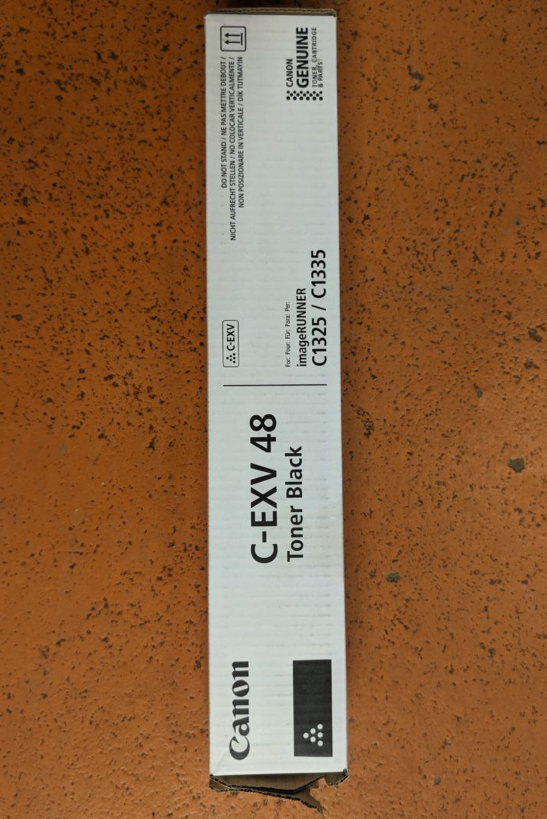 Canon
C-EXV 48
Toner Black
C-EXV
For: Pour: Für: Para: Per:
imageRUNNER
C1325 / C1335
DO NOT STAND / NE PAS METTRE DEBOUT /
NICHT AUFRECHT STELLEN / NO COLOCAR VERTICALMENTE /
NON POSIZIONARE IN VERTICALE / DIK TUTMAYIN
CANON
GENUINE
TONER, CARTRIDGE
& PARTS